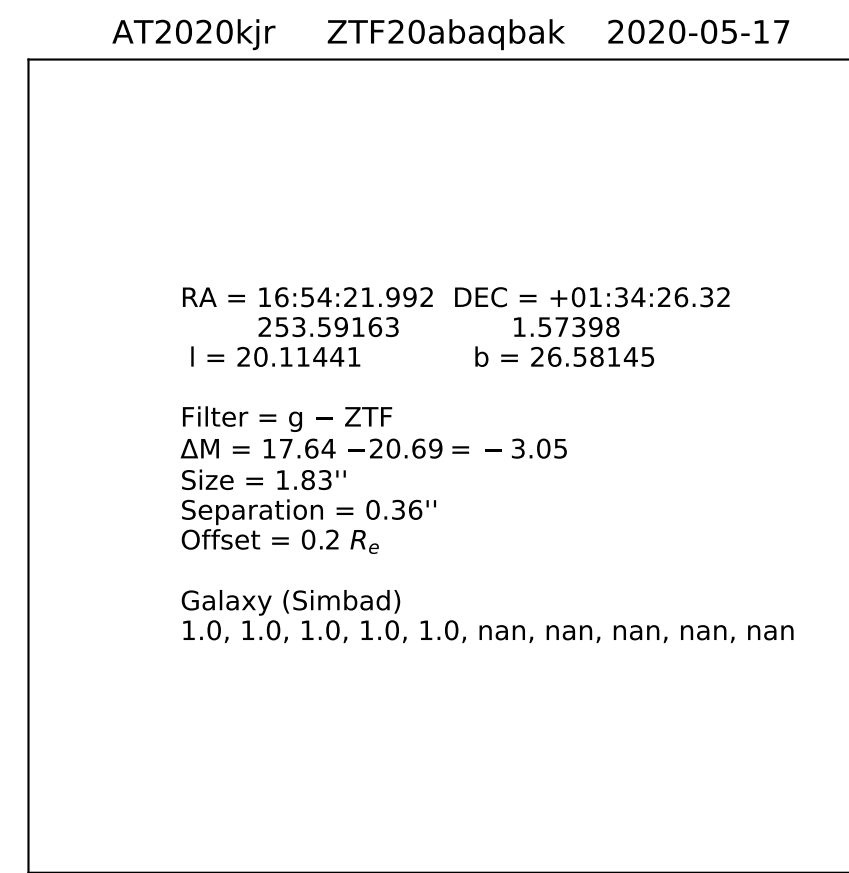 AT2020kjr ZTF20abaqbak 2020-05-17
RA = 16:54:21.992 DEC = +01:34:26.32
253.59163 1.57398
l = 20.11441 b = 26.58145
Filter = g − ZTF
ΔM = 17.64 −20.69 = − 3.05
Size = 1.83''
Separation = 0.36''
Offset = 0.2 Re
Galaxy (Simbad)
1.0, 1.0, 1.0, 1.0, 1.0, nan, nan, nan, nan, nan